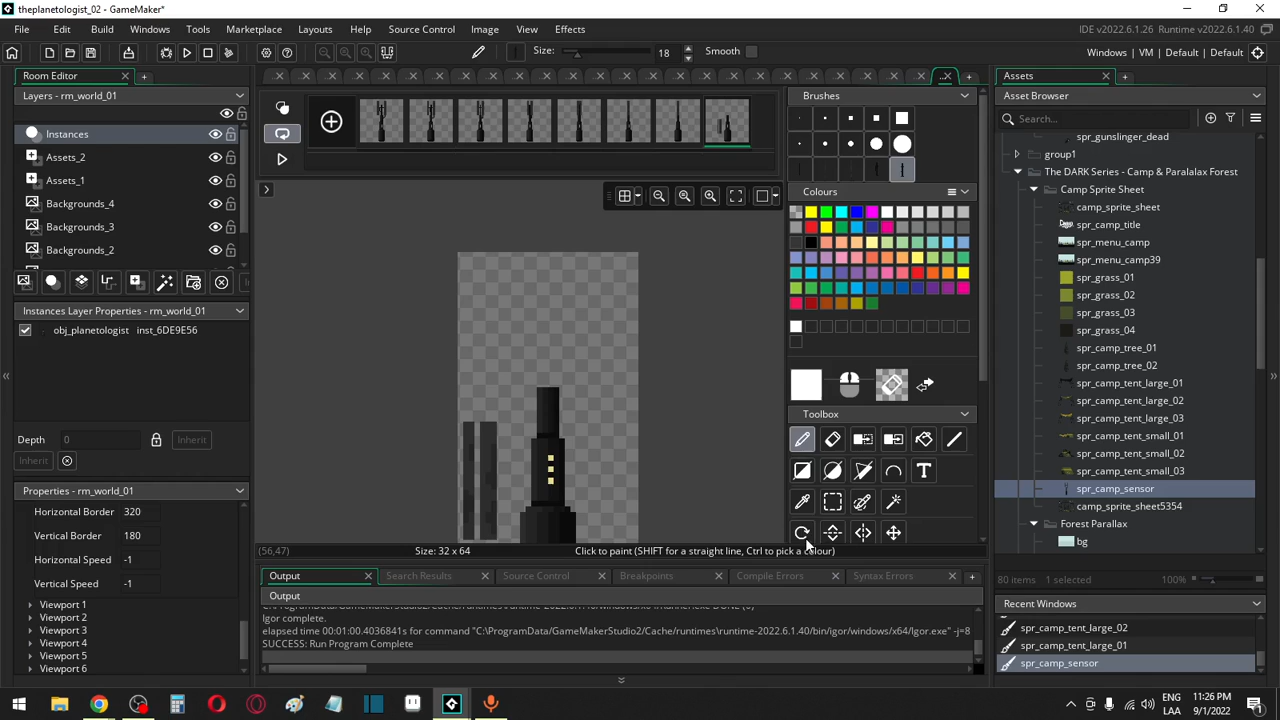 theplanetologist_02 - GameMaker*
File Edit Build Windows Tools Marketplace Layouts Help Source Control Image View Effects
IDE v2022.6.1.26 Runtime v2022.6.1.40
Size: 18 Smooth
Windows | VM | Default | Default
Room Editor
Layers - rm_world_01
Instances
Assets_2
Assets_1
Backgrounds_4
Backgrounds_3
Backgrounds_2
Instances Layer Properties - rm_world_01
obj_planetologist inst_6DE9E56
Depth 0 Inherit
Inherit
Properties - rm_world_01
Horizontal Border 320
Vertical Border 180
Horizontal Speed -1
Vertical Speed -1
Viewport 1
Viewport 2
Viewport 3
Viewport 4
Viewport 5
Viewport 6
...
Brushes
Colours
Toolbox
(56,47) Size: 32 x 64 Click to paint (SHIFT for a straight line, Ctrl to pick a colour)
Output Search Results Source Control Breakpoints Compile Errors Syntax Errors
Output
Igor complete.
elapsed time 00:01:00.4036841s for command "C:\ProgramData/GameMakerStudio2/Cache/runtimes\runtime-2022.6.1.40/bin/igor/windows/x64/Igor.exe" -j=8
SUCCESS: Run Program Complete
Assets
Asset Browser
Search...
spr_gunslinger_dead
group1
The DARK Series - Camp & Paralalax Forest
Camp Sprite Sheet
camp_sprite_sheet
spr_camp_title
spr_menu_camp
spr_menu_camp39
spr_grass_01
spr_grass_02
spr_grass_03
spr_grass_04
spr_camp_tree_01
spr_camp_tree_02
spr_camp_tent_large_01
spr_camp_tent_large_02
spr_camp_tent_large_03
spr_camp_tent_small_01
spr_camp_tent_small_02
spr_camp_tent_small_03
spr_camp_sensor
spr_camp_sprite_sheet5354
Forest Parallax
bg
80 items 1 selected 100%
Recent Windows
spr_camp_tent_large_02
spr_camp_tent_large_01
spr_camp_sensor
ENG
LAA
11:26 PM
9/1/2022